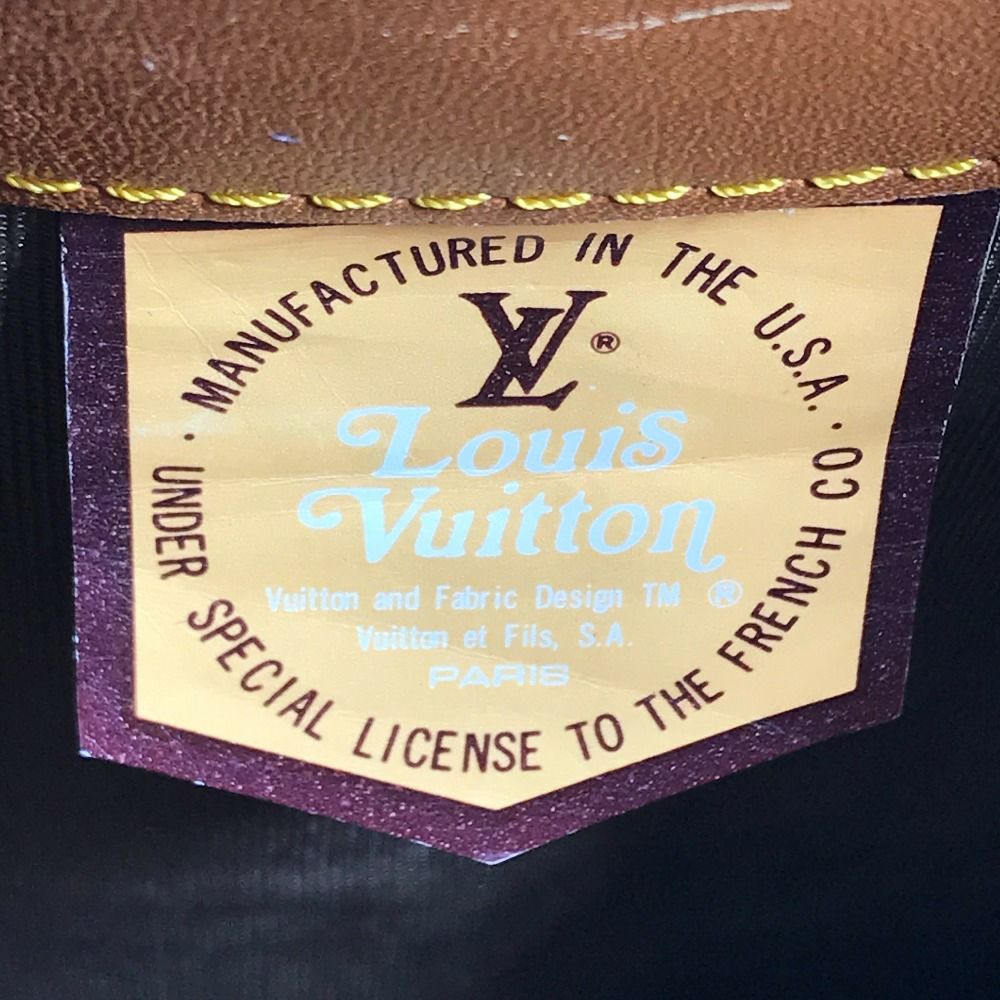 MANUFACTURED IN THE U.S.A.
· UNDER SPECIAL LICENSE TO THE FRENCH CO ·
LV ®
Louis
Vuitton
Vuitton and Fabric Design TM ®
Vuitton et Fils, S.A.
PARIS